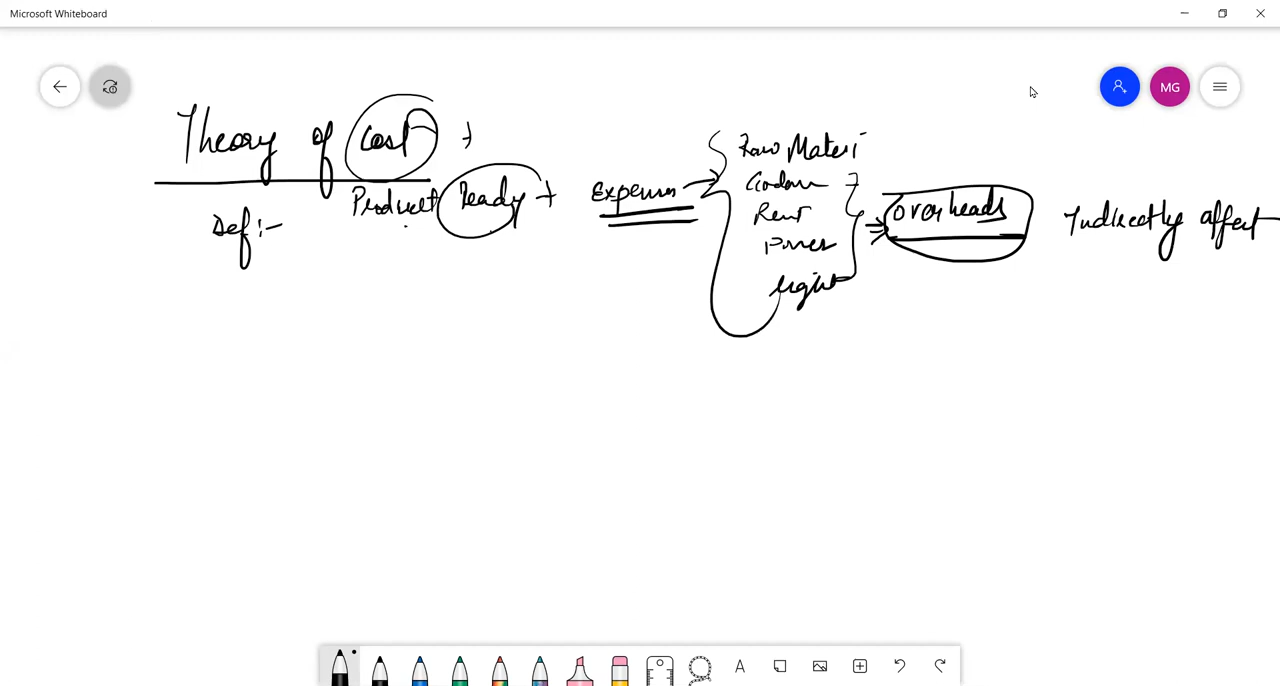 Microsoft Whiteboard
MG
Theory of Cost
Product Ready
Def :-
Expenses
Raw Materi
Godown
Rent
Power
Light
Overheads
Indirectly affect
A